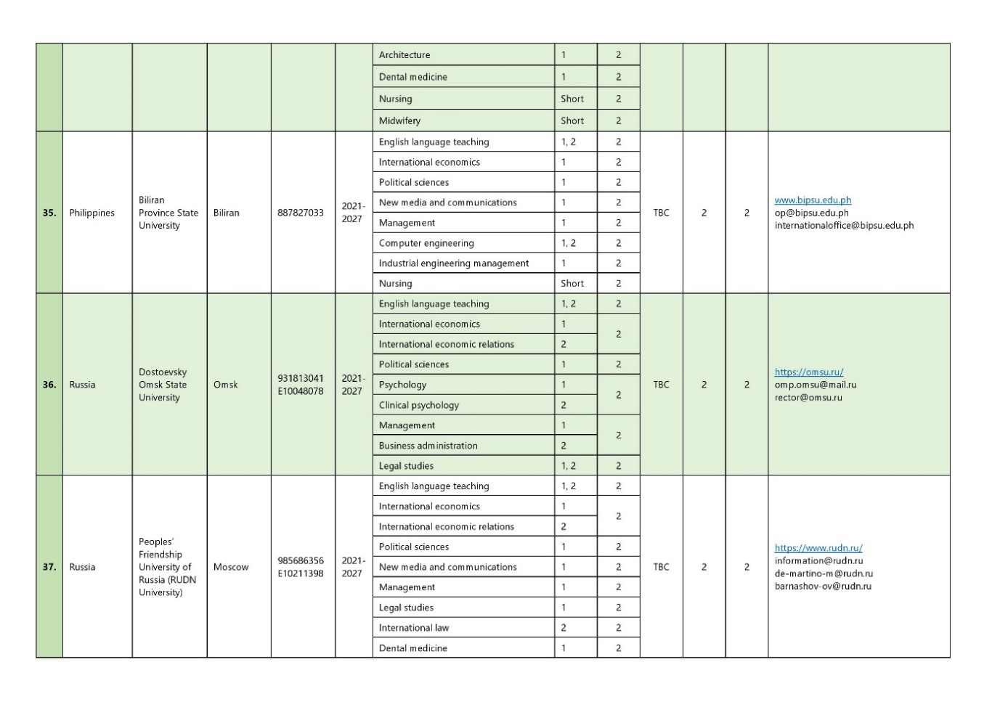 Architecture 1 2
Dental medicine 1 2
Nursing Short 2
Midwifery Short 2
35. Philippines Biliran Province State University Biliran 887827033 2021-2027 TBC 2 2
www.bipsu.edu.ph
op@bipsu.edu.ph
internationaloffice@bipsu.edu.ph
English language teaching 1, 2 2
International economics 1 2
Political sciences 1 2
New media and communications 1 2
Management 1 2
Computer engineering 1, 2 2
Industrial engineering management 1 2
Nursing Short 2
36. Russia Dostoevsky Omsk State University Omsk 931813041 E10048078 2021-2027 TBC 2 2
https://omsu.ru/
omp.omsu@mail.ru
rector@omsu.ru
English language teaching 1, 2 2
International economics 1 2
International economic relations 2
Political sciences 1 2
Psychology 1 2
Clinical psychology 2
Management 1 2
Business administration 2
Legal studies 1, 2 2
37. Russia Peoples’ Friendship University of Russia (RUDN University) Moscow 985686356 E10211398 2021-2027 TBC 2 2
https://www.rudn.ru/
information@rudn.ru
de-martino-m@rudn.ru
barnashov-ov@rudn.ru
English language teaching 1, 2 2
International economics 1 2
International economic relations 2
Political sciences 1 2
New media and communications 1 2
Management 1 2
Legal studies 1 2
International law 2 2
Dental medicine 1 2